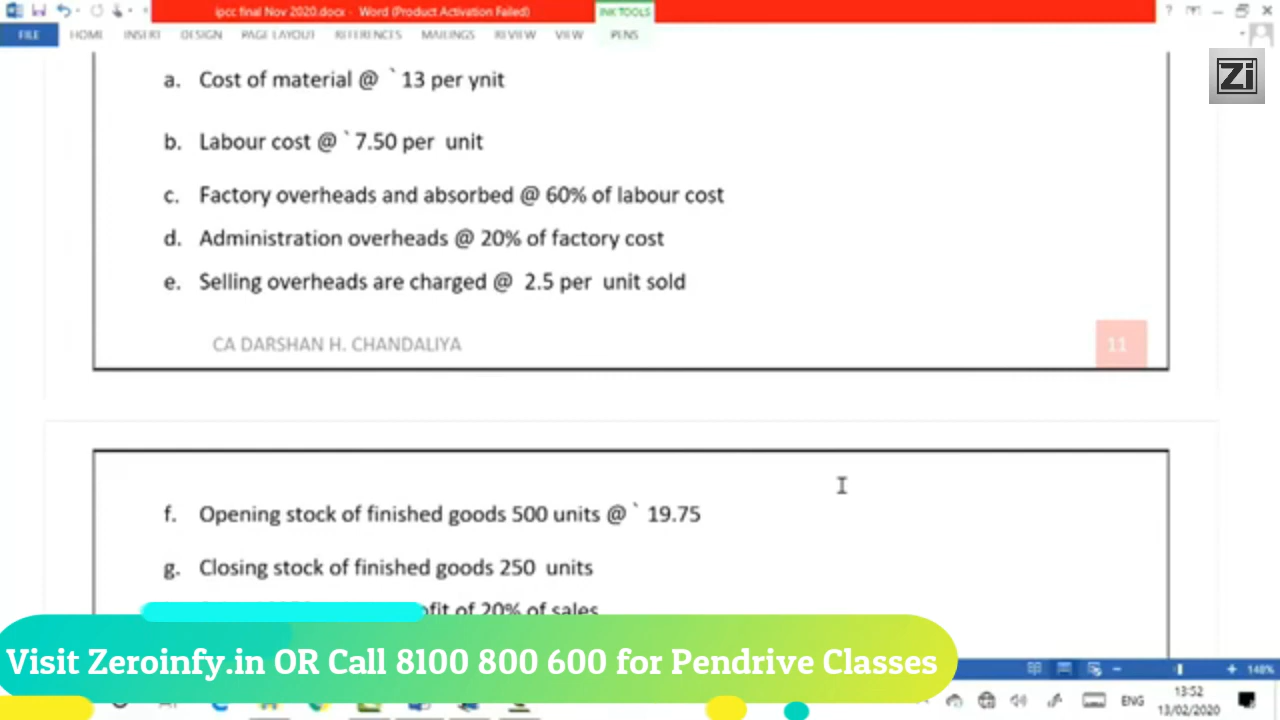 ipcc final Nov 2020.docx - Word (Product Activation Failed)
INK TOOLS
FILE HOME INSERT DESIGN PAGE LAYOUT REFERENCES MAILINGS REVIEW VIEW PENS
Zi
a. Cost of material @ ` 13 per ynit
b. Labour cost @ ` 7.50 per unit
c. Factory overheads and absorbed @ 60% of labour cost
d. Administration overheads @ 20% of factory cost
e. Selling overheads are charged @ 2.5 per unit sold
CA DARSHAN H. CHANDALIYA
11
f. Opening stock of finished goods 500 units @ ` 19.75
g. Closing stock of finished goods 250 units
of 20% of sales
Visit Zeroinfy.in OR Call 8100 800 600 for Pendrive Classes
148%
ENG
13:52
13/02/2020